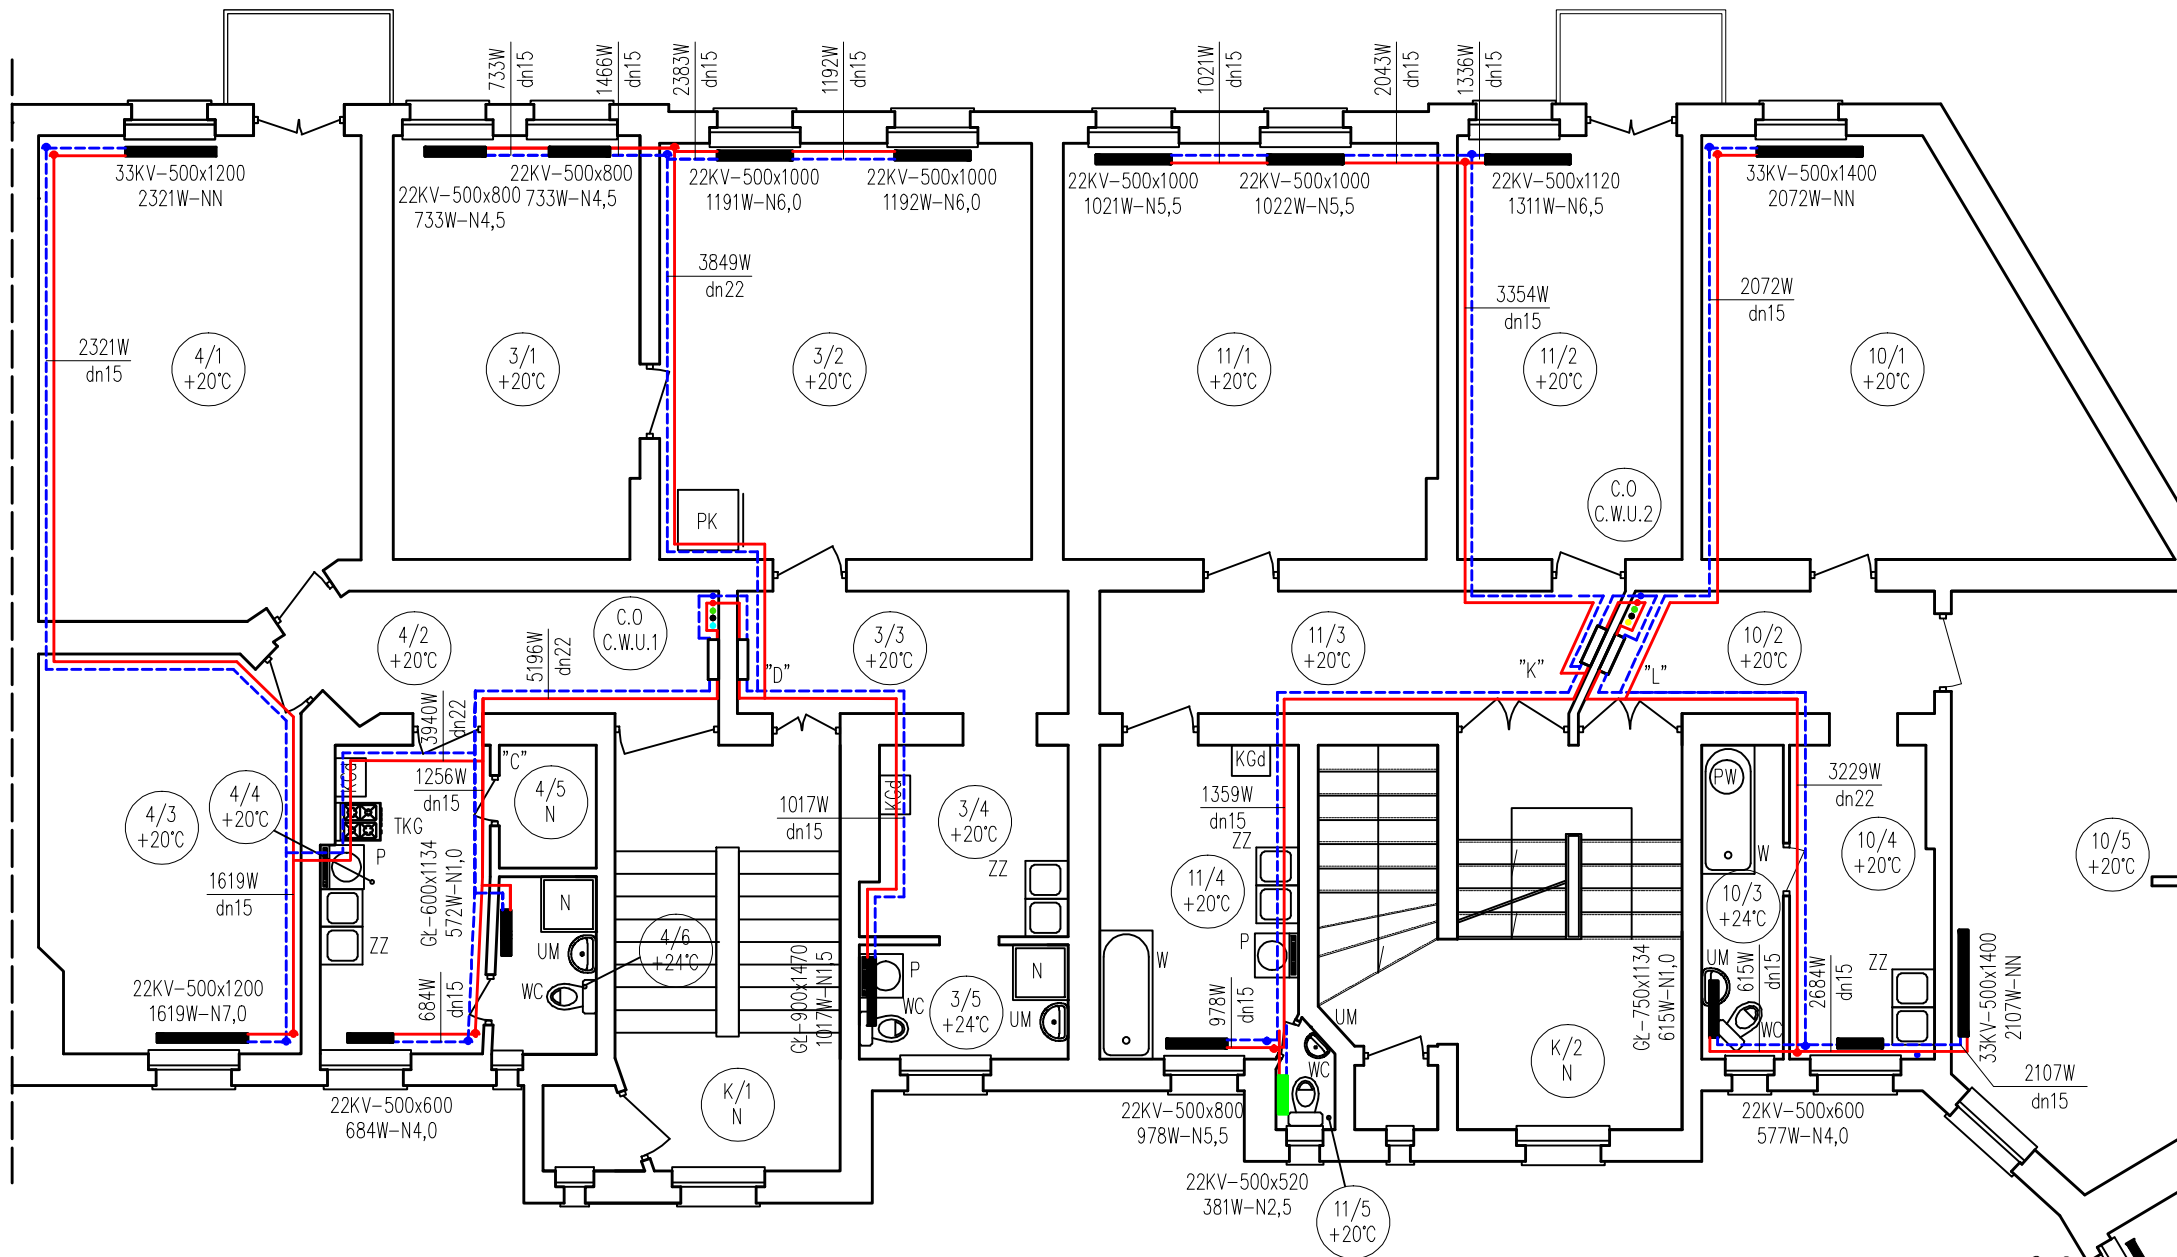 733W
dn15
1466W
dn15
2383W
dn15
1192W
dn15
1021W
dn15
2043W
dn15
1336W
dn15
33KV-500x1200
2321W-NN
22KV-500x800
733W-N4,5
22KV-500x800
733W-N4,5
22KV-500x1000
1191W-N6,0
22KV-500x1000
1192W-N6,0
22KV-500x1000
1021W-N5,5
22KV-500x1000
1022W-N5,5
22KV-500x1120
1311W-N6,5
33KV-500x1400
2072W-NN
3849W
dn22
3354W
dn15
2072W
dn15
2321W
dn15
4/1
+20°C
3/1
+20°C
3/2
+20°C
11/1
+20°C
11/2
+20°C
10/1
+20°C
PK
C.O
C.W.U.2
C.O
C.W.U.1
4/2
+20°C
5196W
dn22
"D"
3/3
+20°C
11/3
+20°C
"K"
"L"
10/2
+20°C
3940W
dn22
"C"
1256W
dn15
KGd
4/4
+20°C
4/3
+20°C
TKG
P
4/5
N
1017W
dn15
KGd
3/4
+20°C
ZZ
KGd
1359W
dn15
ZZ
PW
3229W
dn22
10/4
+20°C
10/5
+20°C
1619W
dn15
GŁ-600x1134
572W-N1,0
ZZ
N
UM
WC
4/6
+24°C
11/4
+20°C
W
P
W
10/3
+24°C
22KV-500x1200
1619W-N7,0
684W
dn15
GŁ-900x1470
1017W-N1,5
P
WC
3/5
+24°C
N
UM
978W
dn15
UM
WC
GŁ-750x1134
615W-N1,0
UM
615W
dn15
WC
2684W
dn15
ZZ
33KV-500x1400
2107W-NN
K/1
N
K/2
N
2107W
dn15
22KV-500x600
684W-N4,0
22KV-500x800
978W-N5,5
22KV-500x600
577W-N4,0
22KV-500x520
381W-N2,5
11/5
+20°C